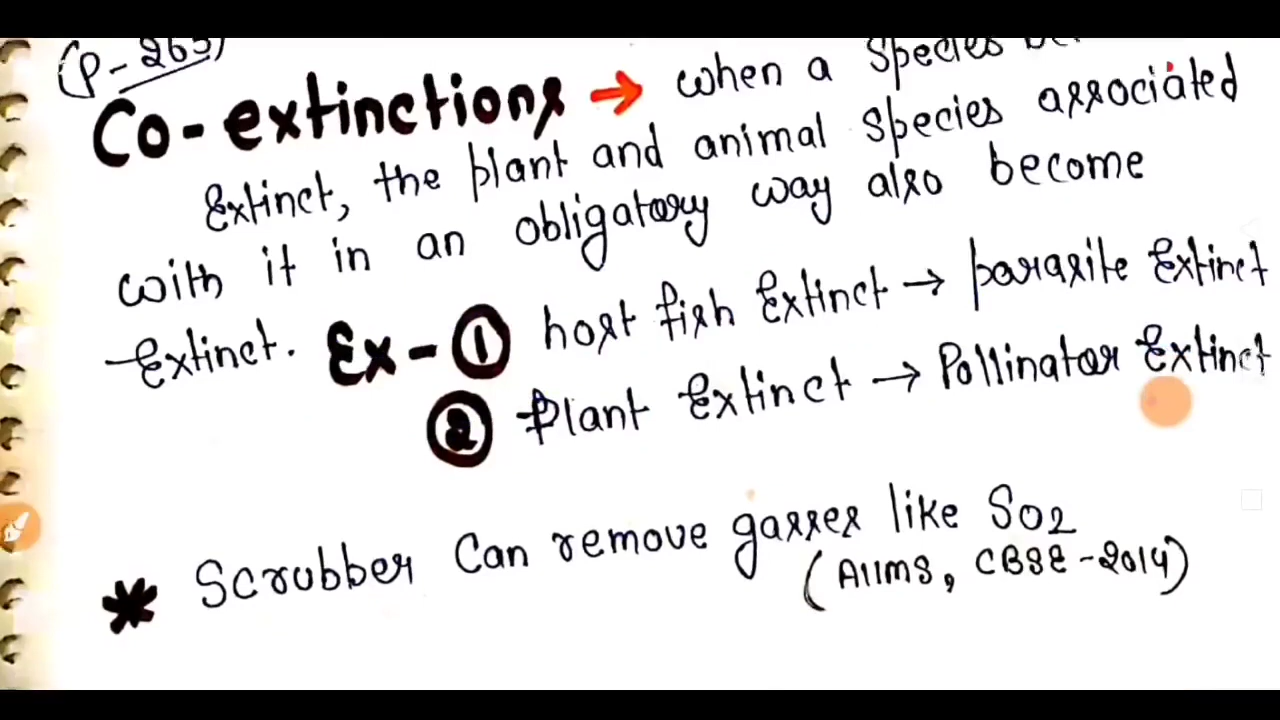 (P-265)
Co-extinctions → when a Species
Extinct, the plant and animal species associated
with it in an obligatory way also become
Extinct. Ex- ① host fish Extinct → parasite Extinct
② Plant Extinct → Pollinator Extinct
* Scrubber Can remove gasses like SO2
(AIIMS, CBSE-2014)